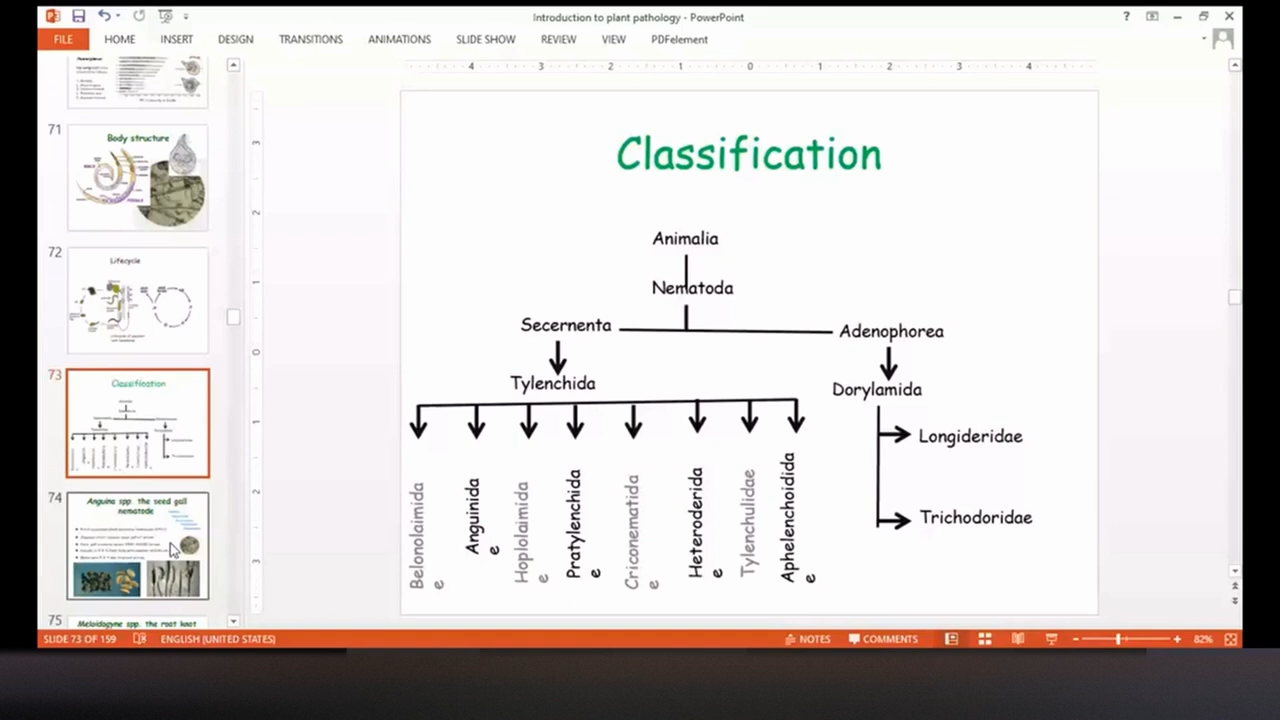 Introduction to plant pathology - PowerPoint
FILE HOME INSERT DESIGN TRANSITIONS ANIMATIONS SLIDE SHOW REVIEW VIEW PDFelement
71
Body structure
72
Lifecycle
73
Classification
74
Anguina spp. the seed gall
nematode
75
Meloidogyne spp. the root knot
Classification
Animalia
Nematoda
Secernenta
Adenophorea
Tylenchida
Dorylamida
Longideridae
Trichodoridae
Belonolaimida
e
Anguinida
e
Hoplolaimida
e
Pratylenchida
e
Criconematida
e
Heteroderida
e
Tylenchulidae
Aphelenchoidida
e
SLIDE 73 OF 159 ENGLISH (UNITED STATES) NOTES COMMENTS 82%